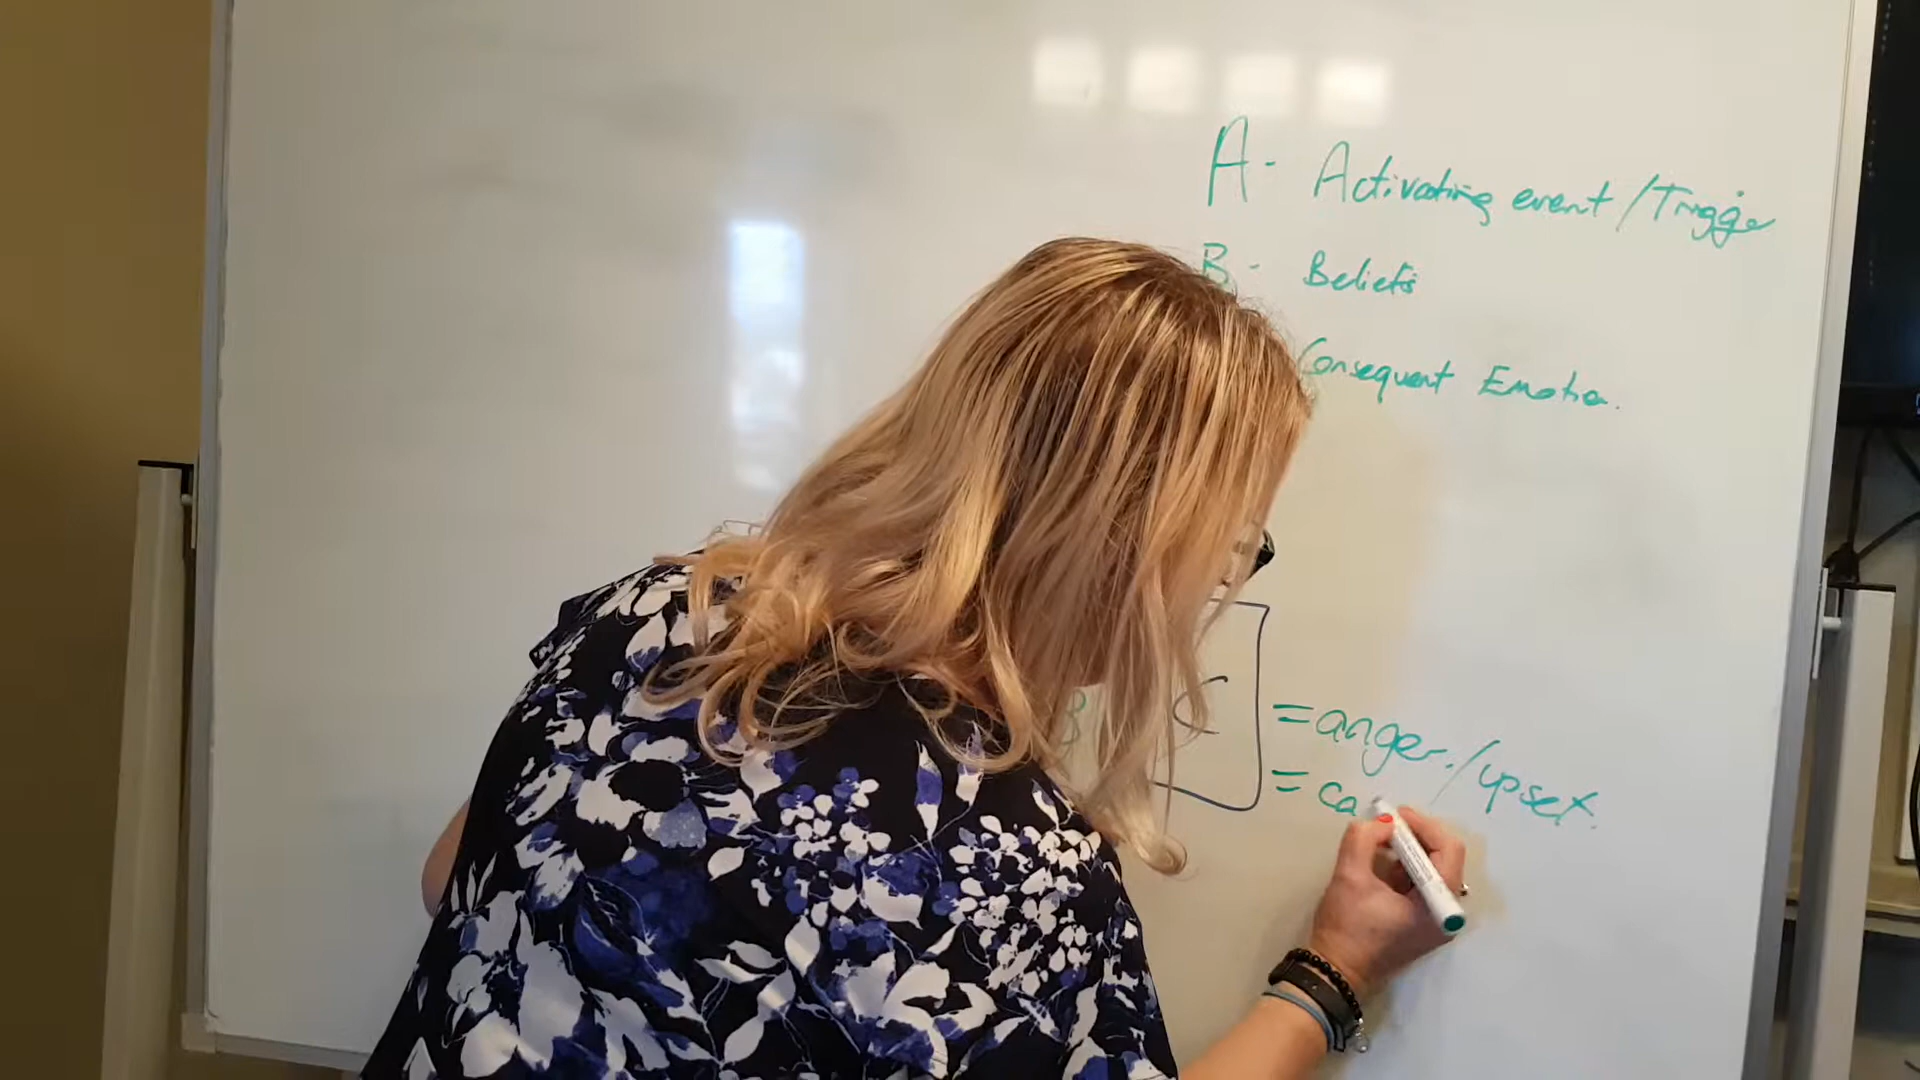 A - Activating event / Trigger
B - Beliefs
Consequent Emotion.
B C = anger. / upset.
= ca